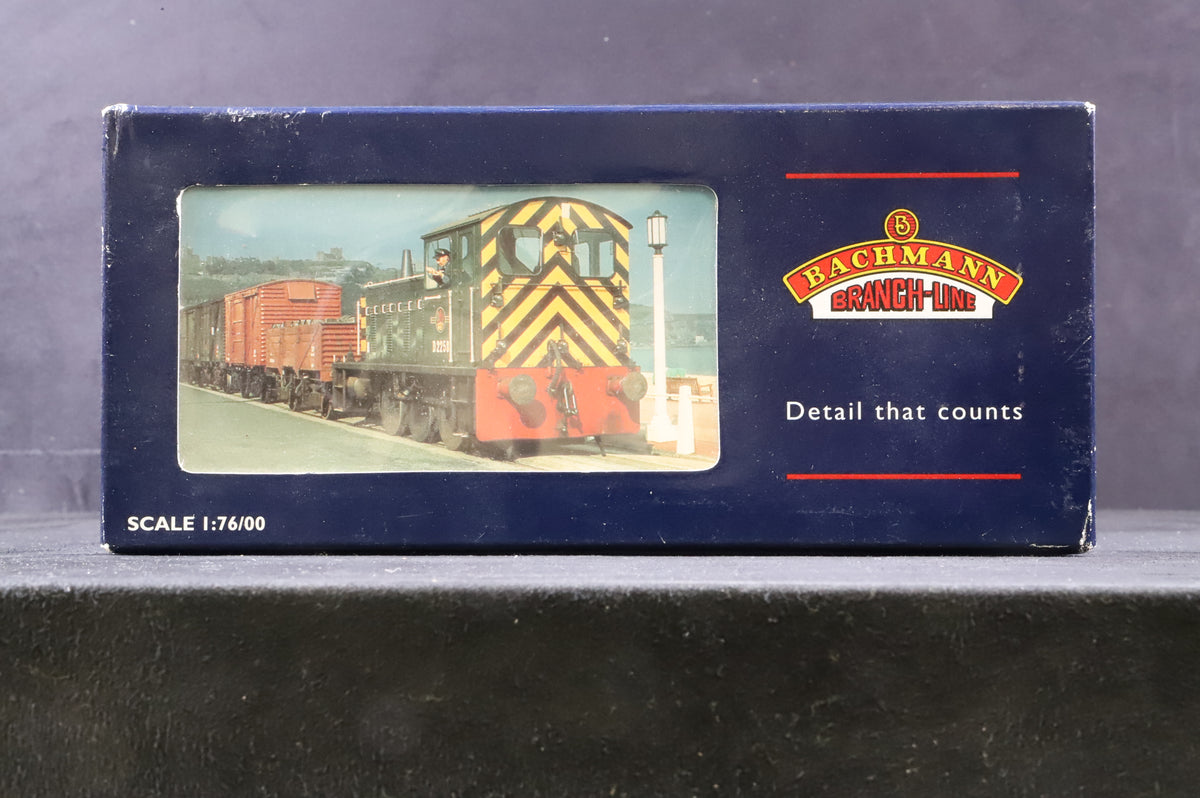 BACHMANN
BRANCH-LINE
Detail that counts
SCALE 1:76/00